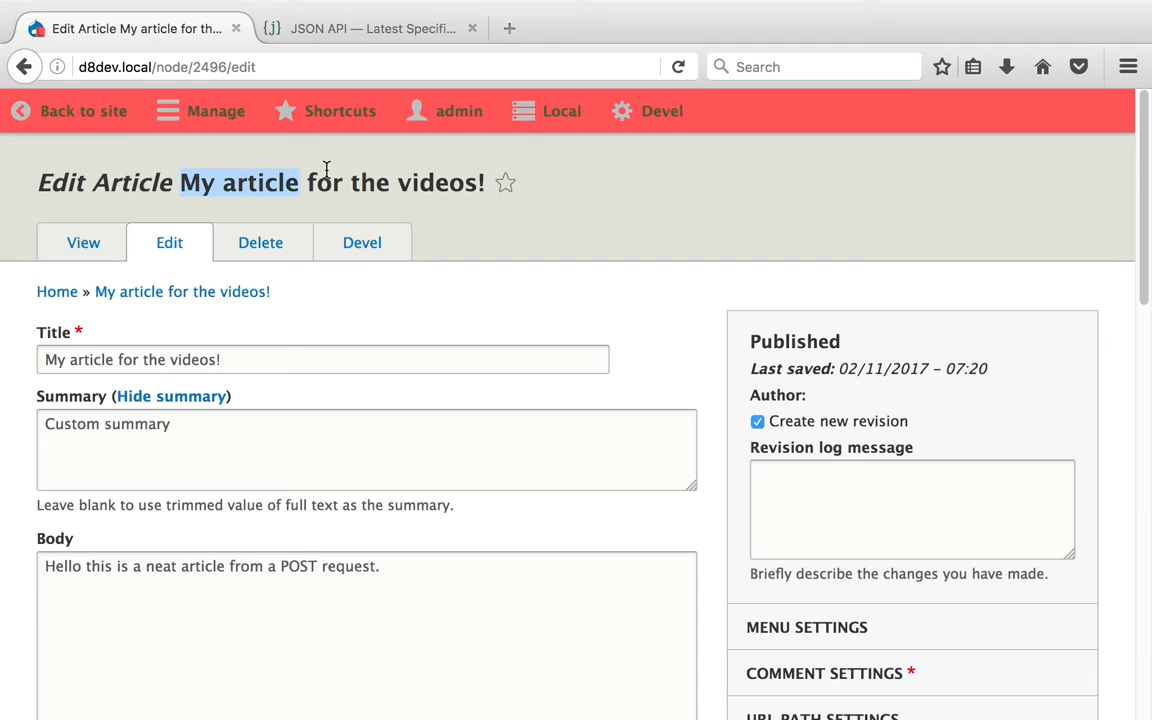 Edit Article My article for th...
{j} JSON API — Latest Specifi...
d8dev.local/node/2496/edit
Search
Back to site
Manage
Shortcuts
admin
Local
Devel
Edit Article My article for the videos!
View
Edit
Delete
Devel
Home » My article for the videos!
Title *
My article for the videos!
Summary (Hide summary)
Custom summary
Leave blank to use trimmed value of full text as the summary.
Body
Hello this is a neat article from a POST request.
Published
Last saved: 02/11/2017 – 07:20
Author:
Create new revision
Revision log message
Briefly describe the changes you have made.
MENU SETTINGS
COMMENT SETTINGS *
URL PATH SETTINGS